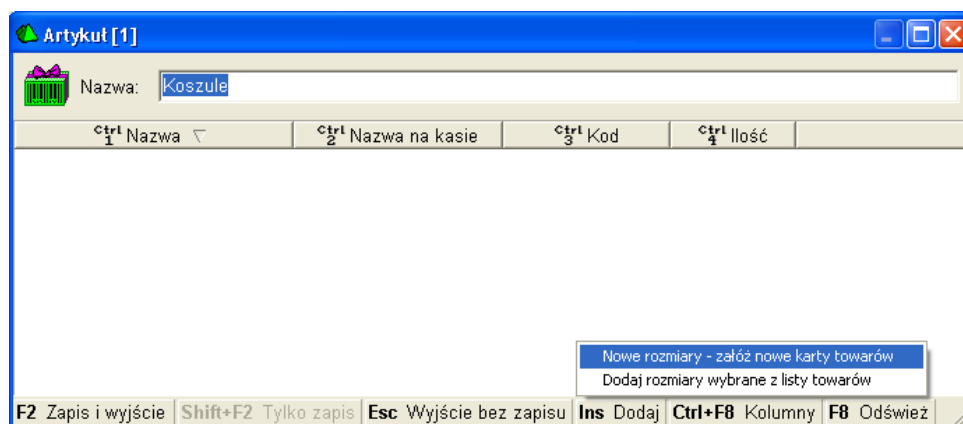 Artykuł [1]
Nazwa: Koszule
Ctrl 1 Nazwa Ctrl 2 Nazwa na kasie Ctrl 3 Kod Ctrl 4 Ilość
Nowe rozmiary - załóż nowe karty towarów
Dodaj rozmiary wybrane z listy towarów
F2 Zapis i wyjście Shift+F2 Tylko zapis Esc Wyjście bez zapisu Ins Dodaj Ctrl+F8 Kolumny F8 Odśwież